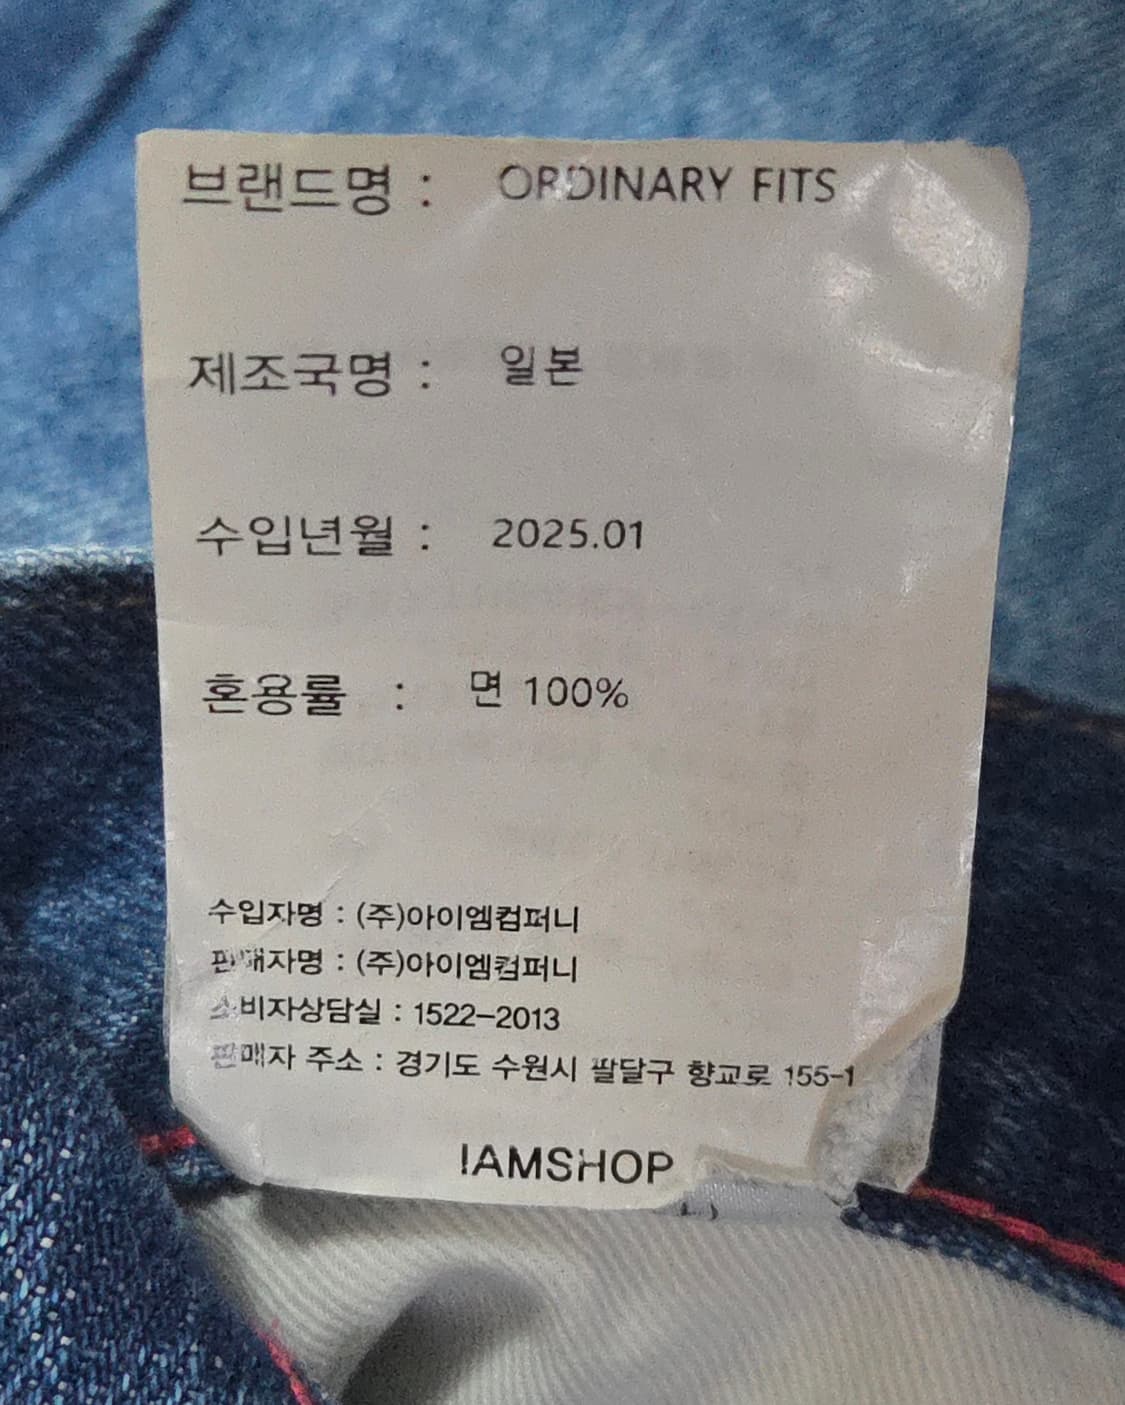 브랜드명 : ORDINARY FITS
제조국명 : 일본
수입년월 : 2025.01
혼용률 : 면 100%
수입자명 : (주)아이엠컴퍼니
판매자명 : (주)아이엠컴퍼니
소비자상담실 : 1522-2013
판매자 주소 : 경기도 수원시 팔달구 향교로 155-1
IAMSHOP